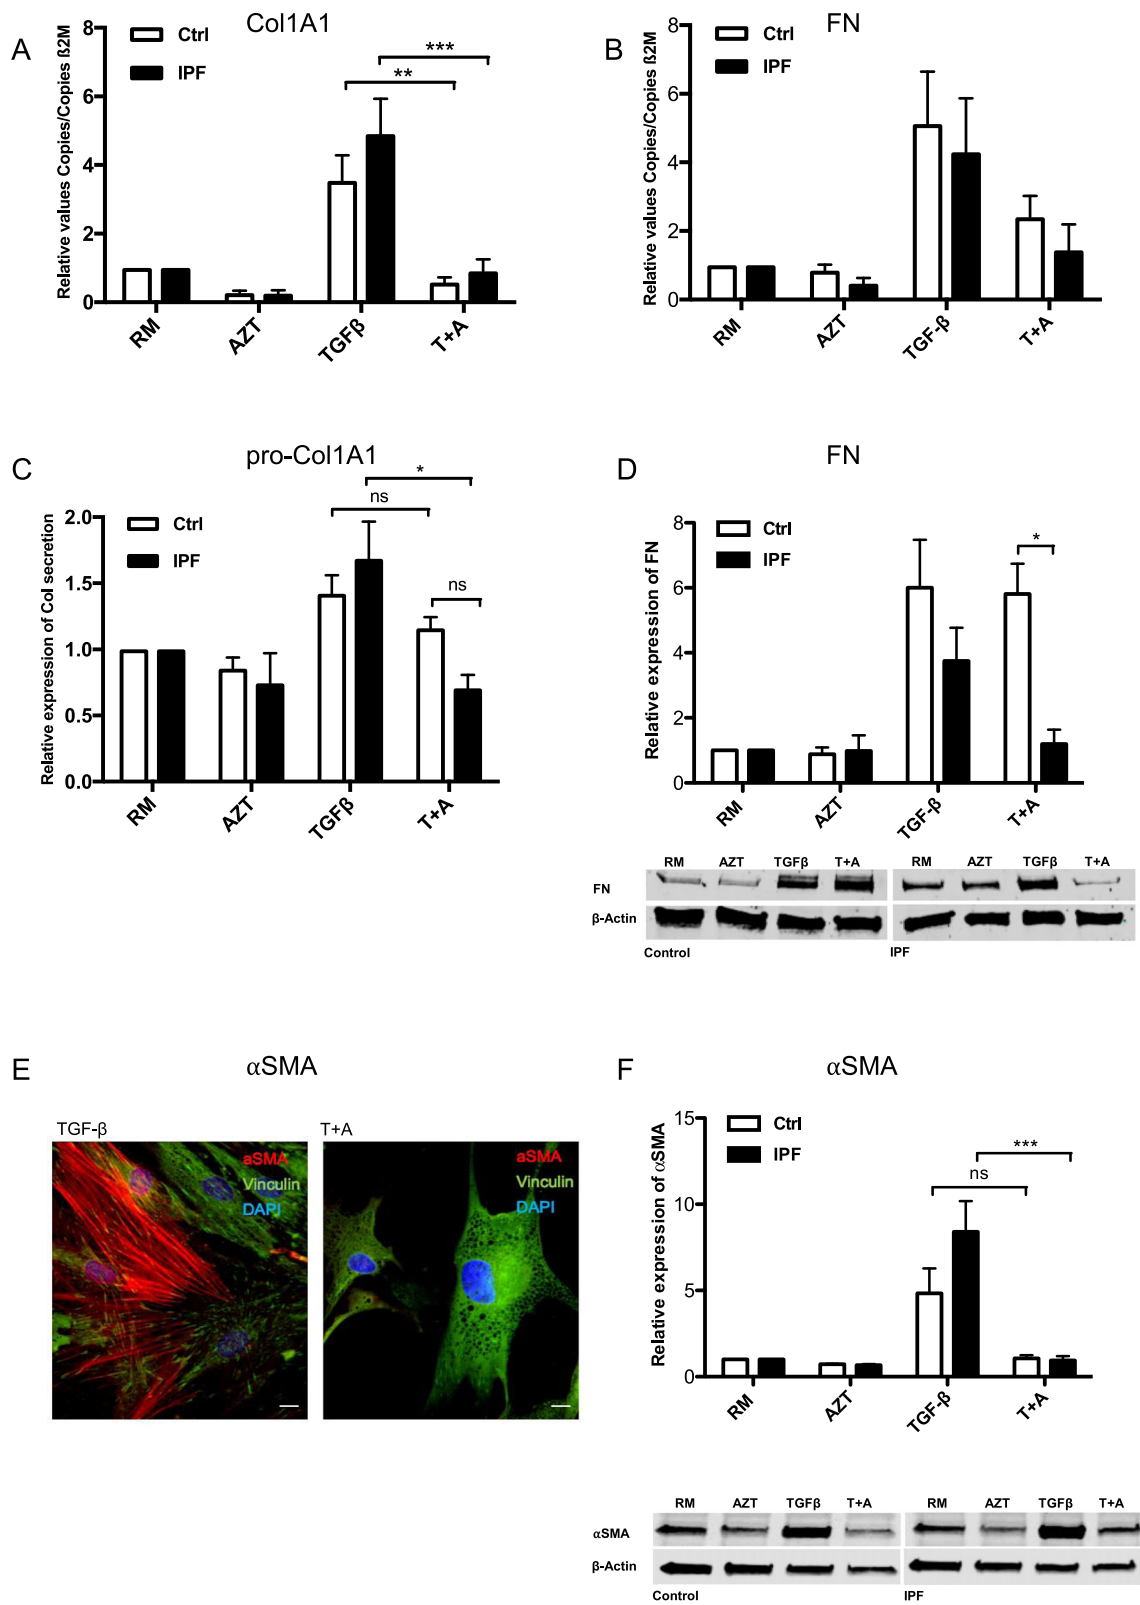 A
Col1A1
Relative values Copies/Copies ß2M
8
6
4
2
0
Ctrl
IPF
**
***
RM
AZT
TGFβ
T+A
B
FN
Relative values Copies/Copies ß2M
8
6
4
2
0
Ctrl
IPF
RM
AZT
TGF-β
T+A
C
pro-Col1A1
Relative expression of Col secretion
2.0
1.5
1.0
0.5
0.0
Ctrl
IPF
*
ns
ns
RM
AZT
TGFβ
T+A
D
FN
Relative expression of FN
8
6
4
2
0
Ctrl
IPF
*
RM
AZT
TGF-β
T+A
RM AZT TGFβ T+A RM AZT TGFβ T+A
FN
β-Actin
Control IPF
E
αSMA
TGF-β
aSMA
Vinculin
DAPI
T+A
aSMA
Vinculin
DAPI
F
αSMA
Relative expression of αSMA
15
10
5
0
Ctrl
IPF
***
ns
RM
AZT
TGF-β
T+A
RM AZT TGFβ T+A RM AZT TGFβ T+A
αSMA
β-Actin
Control IPF